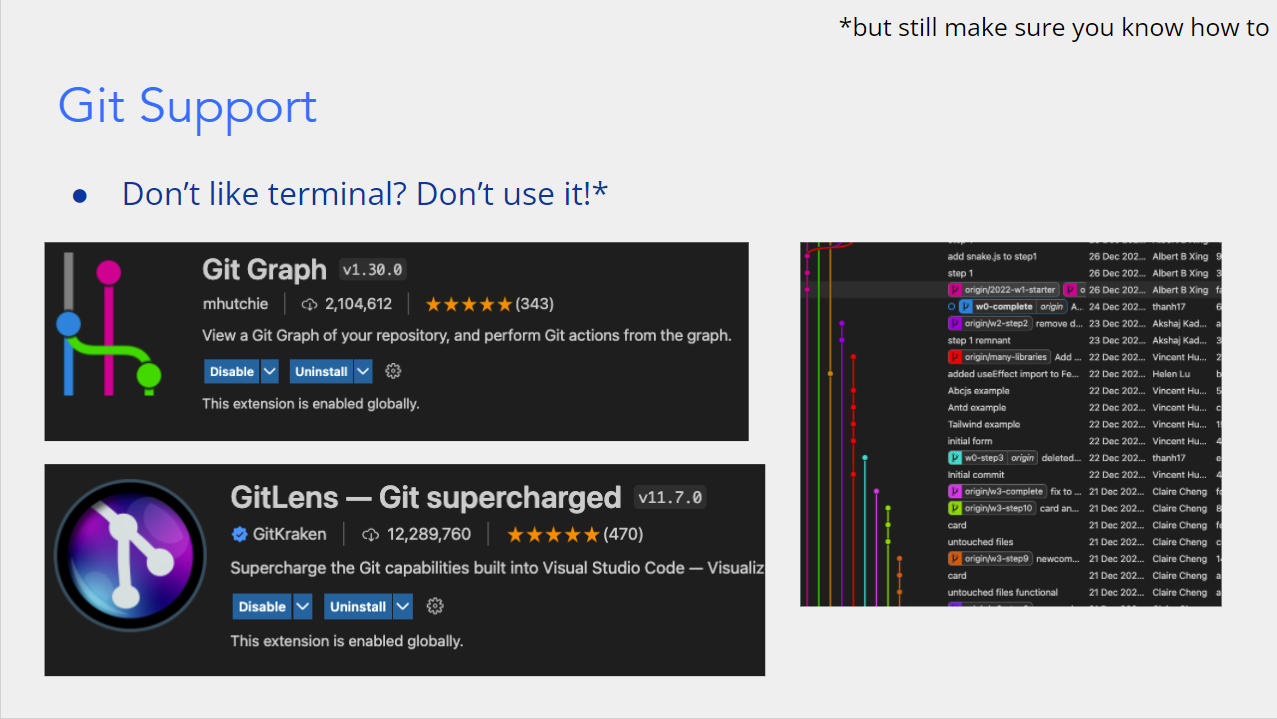 *but still make sure you know how to
Git Support
● Don’t like terminal? Don’t use it!*
Git Graph v1.30.0
mhutchie 2,104,612 ★★★★★(343)
View a Git Graph of your repository, and perform Git actions from the graph.
Disable Uninstall
This extension is enabled globally.
GitLens — Git supercharged v11.7.0
GitKraken 12,289,760 ★★★★★(470)
Supercharge the Git capabilities built into Visual Studio Code — Visualiz
Disable Uninstall
This extension is enabled globally.
add snake.js to step1 26 Dec 202... Albert B Xing 9
step 1 26 Dec 202... Albert B Xing 3
origin/2022-w1-starter 26 Dec 202... Albert B Xing
w0-complete origin A... 24 Dec 202... thanh17 6
origin/w2-step2 remove d... 23 Dec 202... Akshaj Kad... a
step 1 remnant 23 Dec 202... Akshaj Kad... 3
origin/many-libraries Add ... 22 Dec 202... Vincent Hu... 2
added useEffect import to Fe... 22 Dec 202... Helen Lu b
Abcjs example 22 Dec 202... Vincent Hu... 5
Antd example 22 Dec 202... Vincent Hu... c
Tailwind example 22 Dec 202... Vincent Hu...
initial form 22 Dec 202... Vincent Hu... 4
w0-step3 origin deleted... 22 Dec 202... thanh17 e
Initial commit 22 Dec 202... Vincent Hu... 4
origin/w3-complete fix to ... 21 Dec 202... Claire Cheng
origin/w3-step10 card an... 21 Dec 202... Claire Cheng 8
card 21 Dec 202... Claire Cheng
untouched files 21 Dec 202... Claire Cheng c
origin/w3-step9 newcom... 21 Dec 202... Claire Cheng
card 21 Dec 202... Claire Cheng a
untouched files functional 21 Dec 202... Claire Cheng a